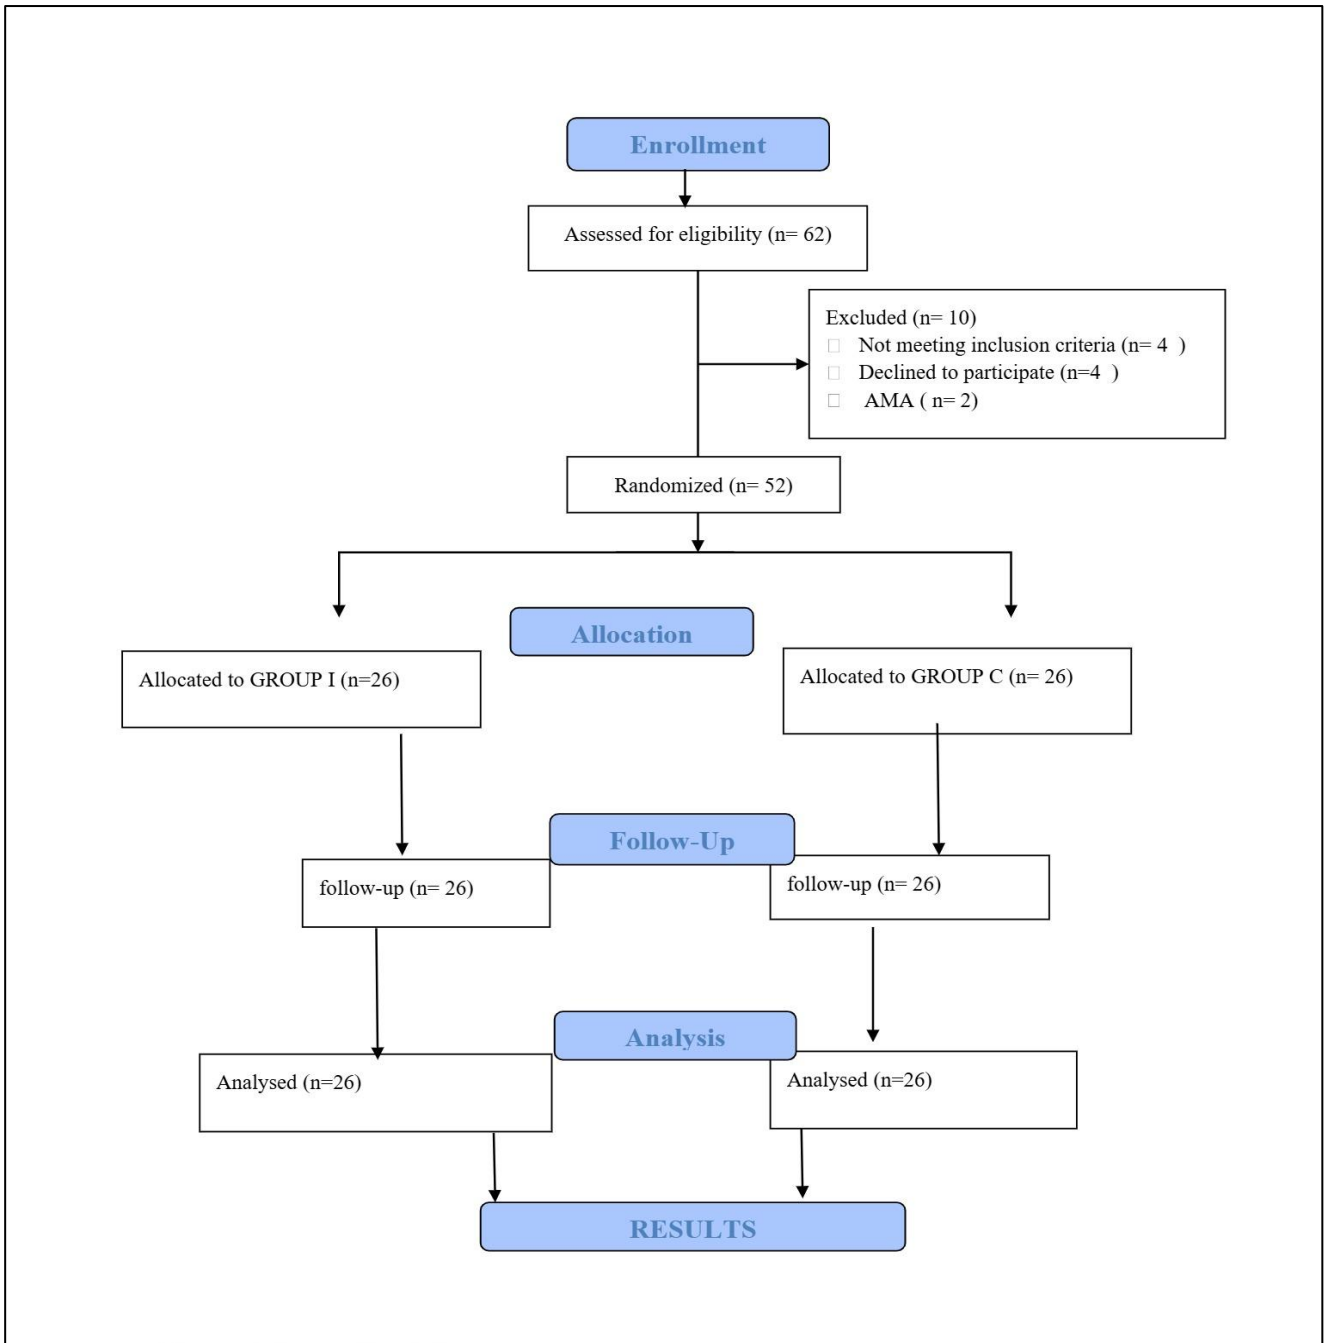 Enrollment
Assessed for eligibility (n= 62)
Excluded (n= 10)
Not meeting inclusion criteria (n= 4  )
Declined to participate (n=4  )
AMA ( n= 2)
Randomized (n= 52)
Allocation
Allocated to GROUP I (n=26)
Allocated to GROUP C (n= 26)
Follow-Up
follow-up (n= 26)
follow-up (n= 26)
Analysis
Analysed (n=26)
Analysed (n=26)
RESULTS